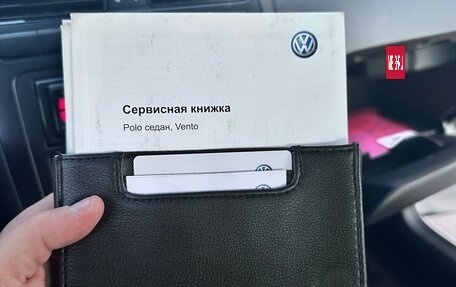 Сервисная книжка
Polo седан, Vento